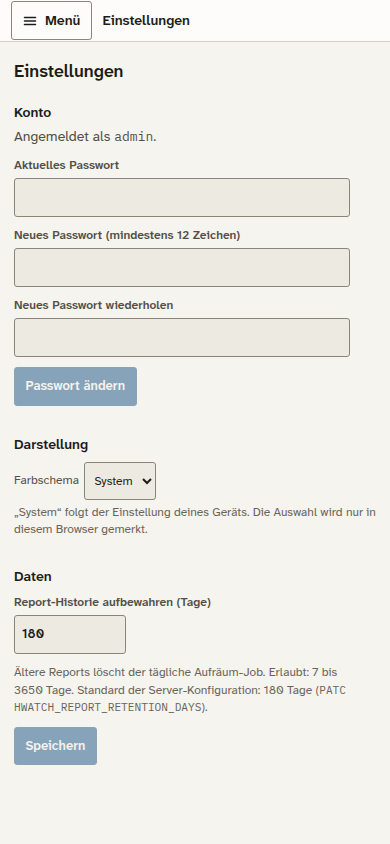 Menü Einstellungen
Einstellungen
Konto
Angemeldet als admin.
Aktuelles Passwort
Neues Passwort (mindestens 12 Zeichen)
Neues Passwort wiederholen
Passwort ändern
Darstellung
Farbschema System
„System“ folgt der Einstellung deines Geräts. Die Auswahl wird nur in
diesem Browser gemerkt.
Daten
Report-Historie aufbewahren (Tage)
180
Ältere Reports löscht der tägliche Aufräum-Job. Erlaubt: 7 bis
3650 Tage. Standard der Server-Konfiguration: 180 Tage (PATC
HWATCH_REPORT_RETENTION_DAYS).
Speichern